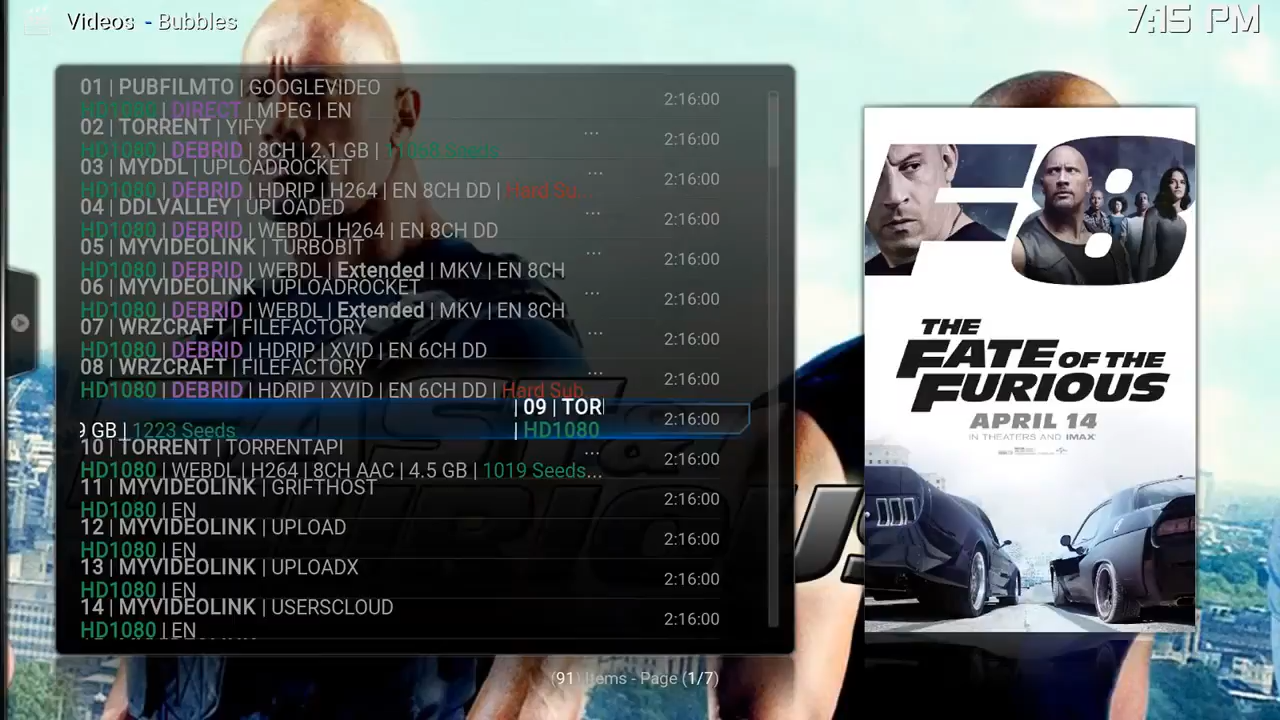 Videos - Bubbles
7:15 PM
01 | PUBFILMTO | GOOGLEVIDEO
HD1080 | DIRECT | MPEG | EN
2:16:00
02 | TORRENT | YIFY
HD1080 | DEBRID | 8CH | 2.1 GB | 11068 Seeds
...
2:16:00
03 | MYDDL | UPLOADROCKET
HD1080 | DEBRID | HDRIP | H264 | EN 8CH DD | Hard Su...
...
2:16:00
04 | DDLVALLEY | UPLOADED
HD1080 | DEBRID | WEBDL | H264 | EN 8CH DD
...
2:16:00
05 | MYVIDEOLINK | TURBOBIT
HD1080 | DEBRID | WEBDL | Extended | MKV | EN 8CH
...
2:16:00
06 | MYVIDEOLINK | UPLOADROCKET
HD1080 | DEBRID | WEBDL | Extended | MKV | EN 8CH
...
2:16:00
07 | WRZCRAFT | FILEFACTORY
HD1080 | DEBRID | HDRIP | XVID | EN 6CH DD
...
2:16:00
08 | WRZCRAFT | FILEFACTORY
HD1080 | DEBRID | HDRIP | XVID | EN 6CH DD | Hard Sub
...
2:16:00
| 09 | TOR
GB | 1223 Seeds | HD1080
2:16:00
10 | TORRENT | TORRENTAPI
HD1080 | WEBDL | H264 | 8CH AAC | 4.5 GB | 1019 Seeds...
...
2:16:00
11 | MYVIDEOLINK | GRIFTHOST
HD1080 | EN
2:16:00
12 | MYVIDEOLINK | UPLOAD
HD1080 | EN
2:16:00
13 | MYVIDEOLINK | UPLOADX
HD1080 | EN
2:16:00
14 | MYVIDEOLINK | USERSCLOUD
HD1080 | EN
2:16:00
(91) Items - Page (1/7)
F8
THE
FATE OF THE
FURIOUS
APRIL 14
IN THEATERS AND IMAX